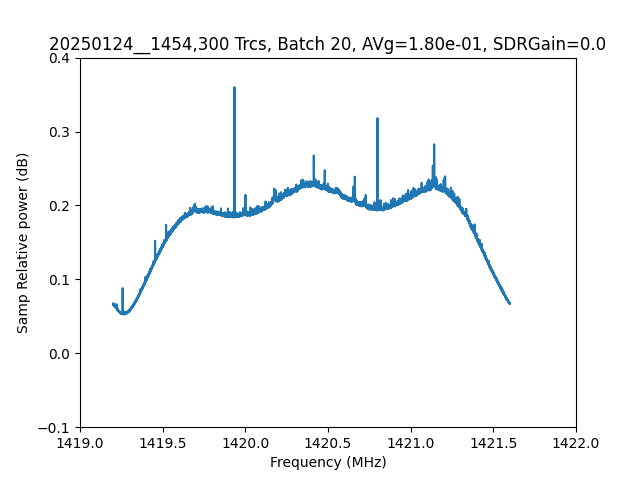 20250124__1454,300 Trcs, Batch 20, AVg=1.80e-01, SDRGain=0.0
0.4
0.3
0.2
0.1
0.0
−0.1
Samp Relative power (dB)
1419.0 1419.5 1420.0 1420.5 1421.0 1421.5 1422.0
Frequency (MHz)